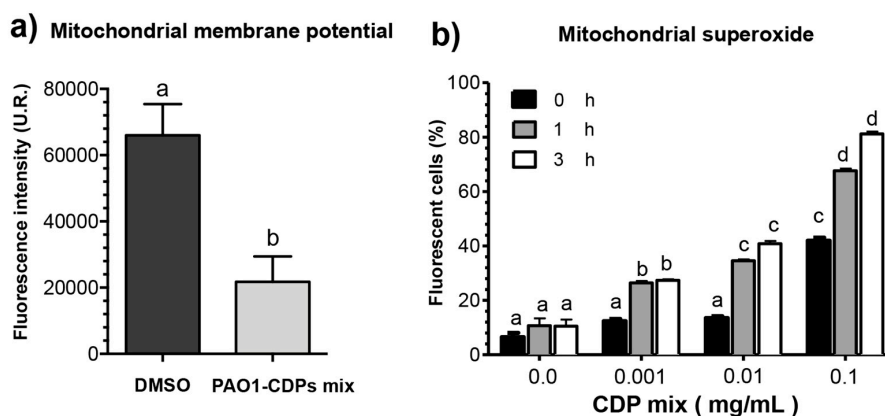 a) Mitochondrial membrane potential
Fluorescence intensity (U.R.)
80000
60000
40000
20000
0
a
b
DMSO
PAO1-CDPs mix
b) Mitochondrial superoxide
Fluorescent cells (%)
100
80
60
40
20
0
0 h
1 h
3 h
a a a
a b b
a c c
c d d
0.0 0.001 0.01 0.1
CDP mix ( mg/mL )